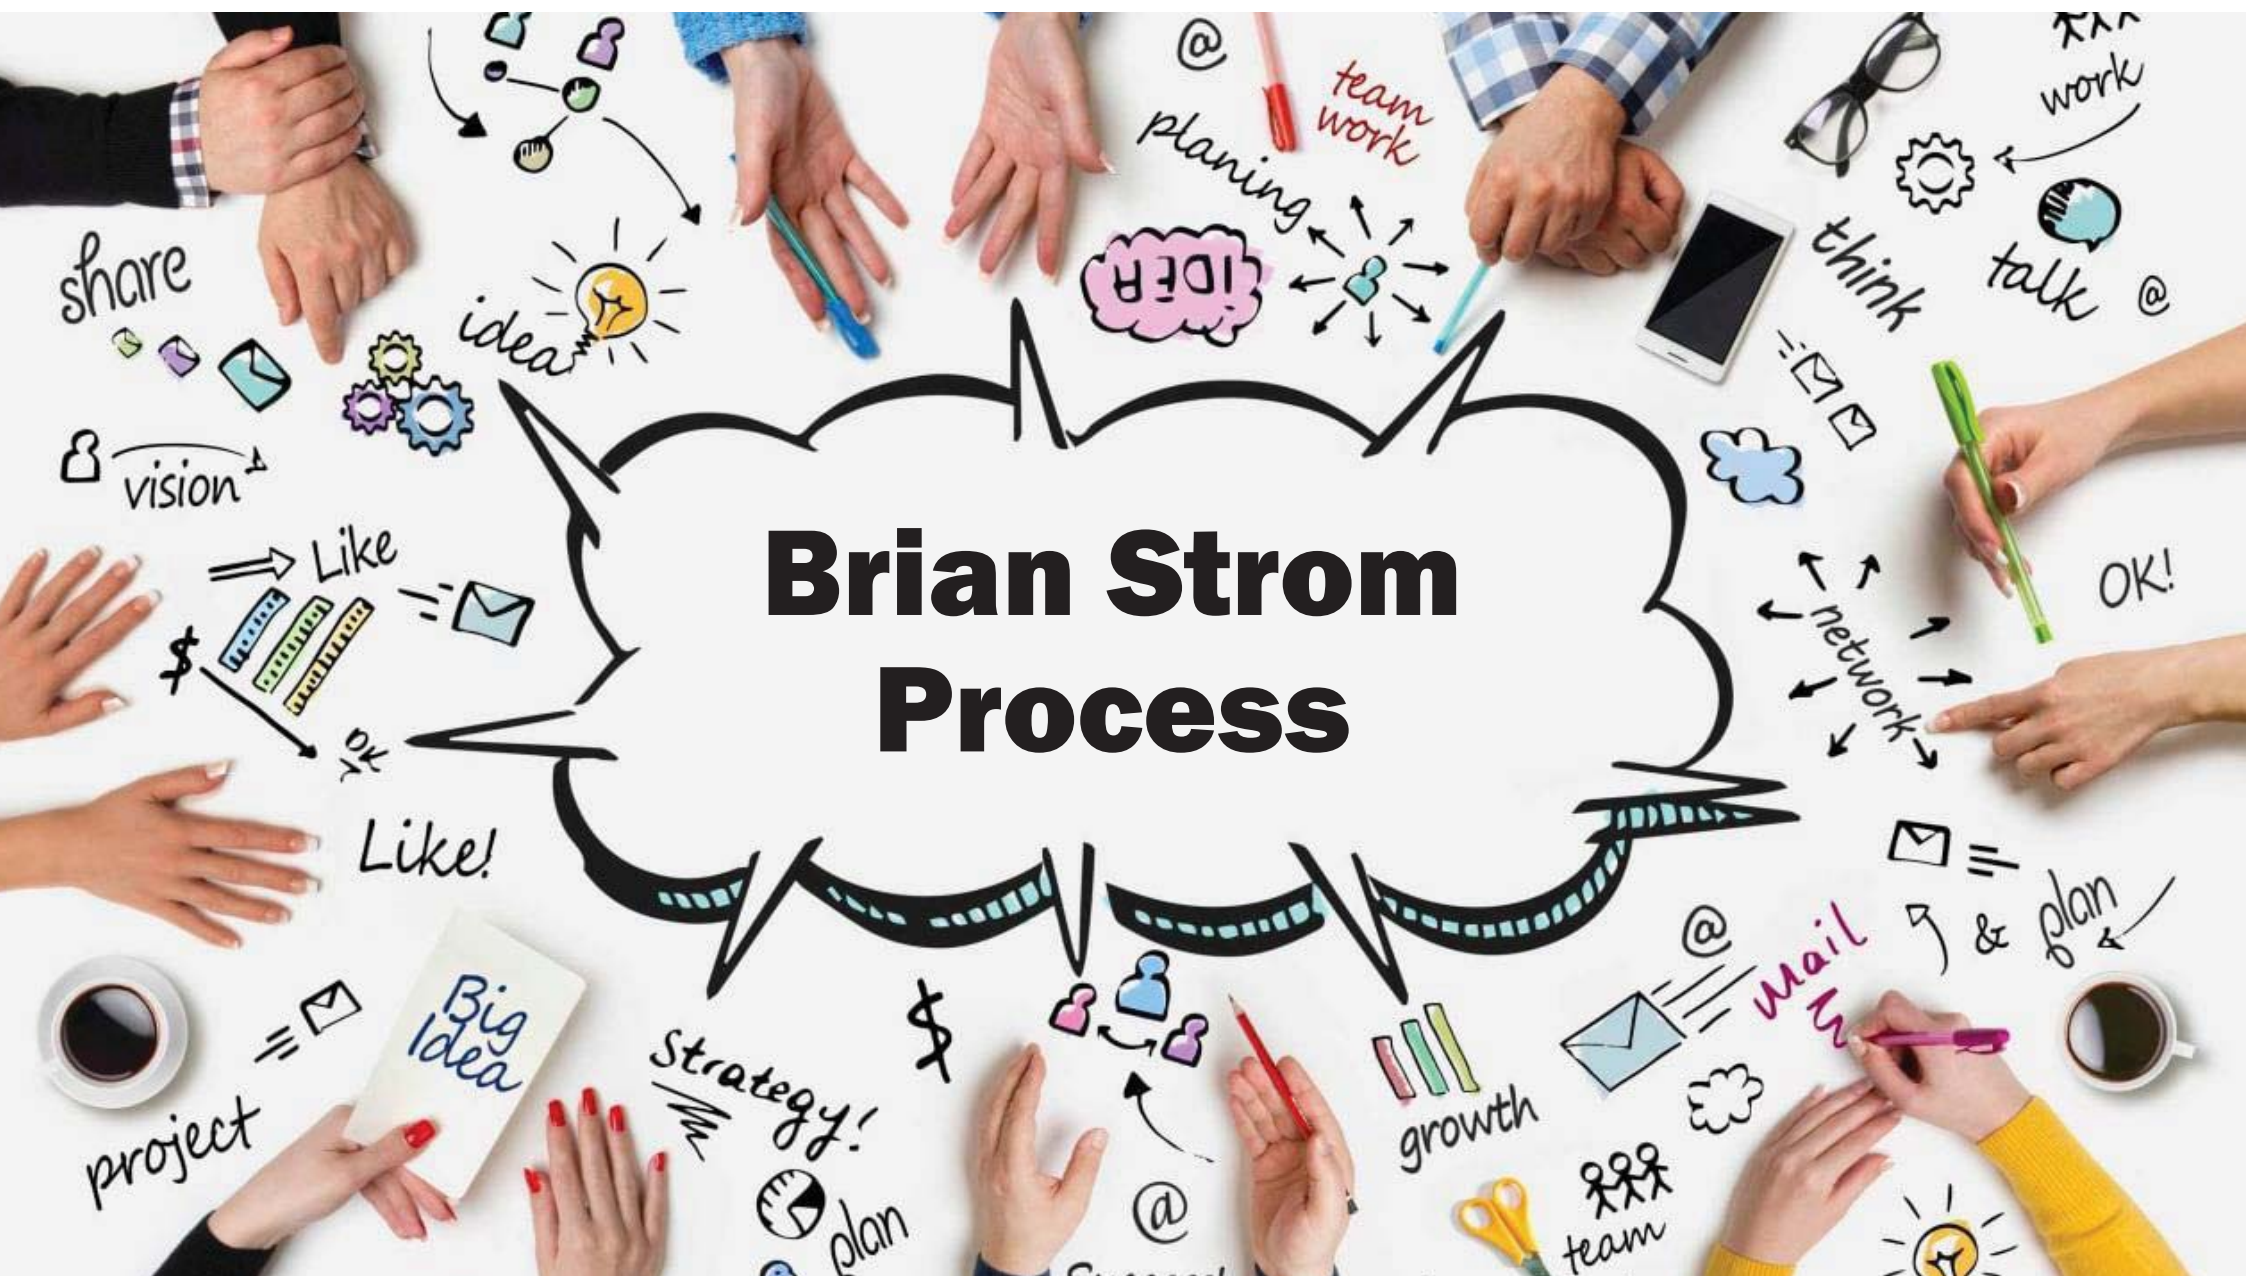 @
team
work
work
planing
share
idea
IDEA
think
talk
@
vision
Like
OK!
network
$
OK
Brian Strom
Process
Like!
plan
&
@
Mail
Big
Idea
$
strategy!
project
growth
plan
@
team